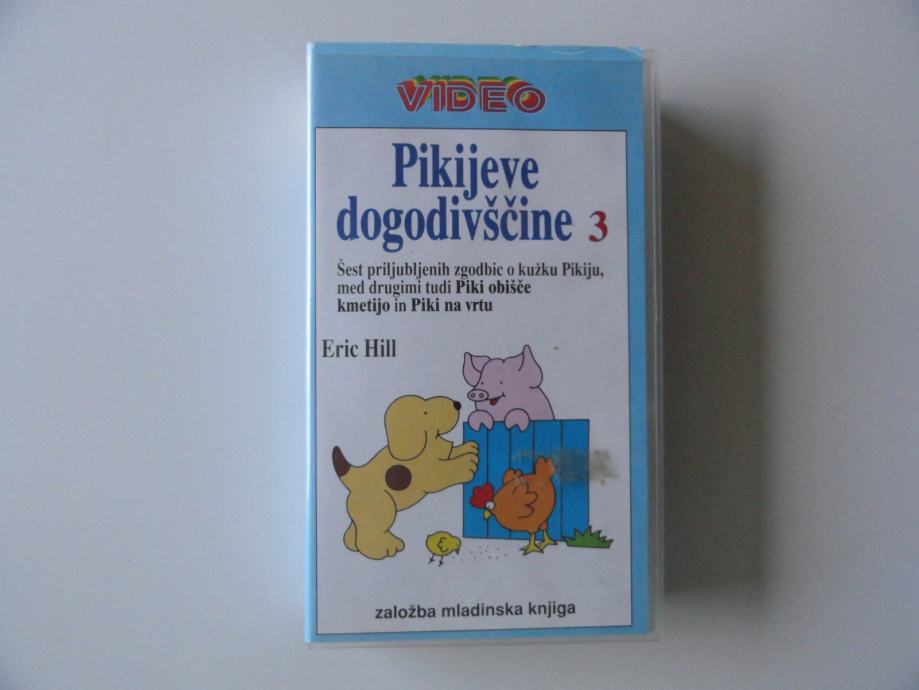 VIDEO
Pikijeve
dogodivščine 3
Šest priljubljenih zgodbic o kužku Pikiju,
med drugimi tudi Piki obišče
kmetijo in Piki na vrtu
Eric Hill
založba mladinska knjiga